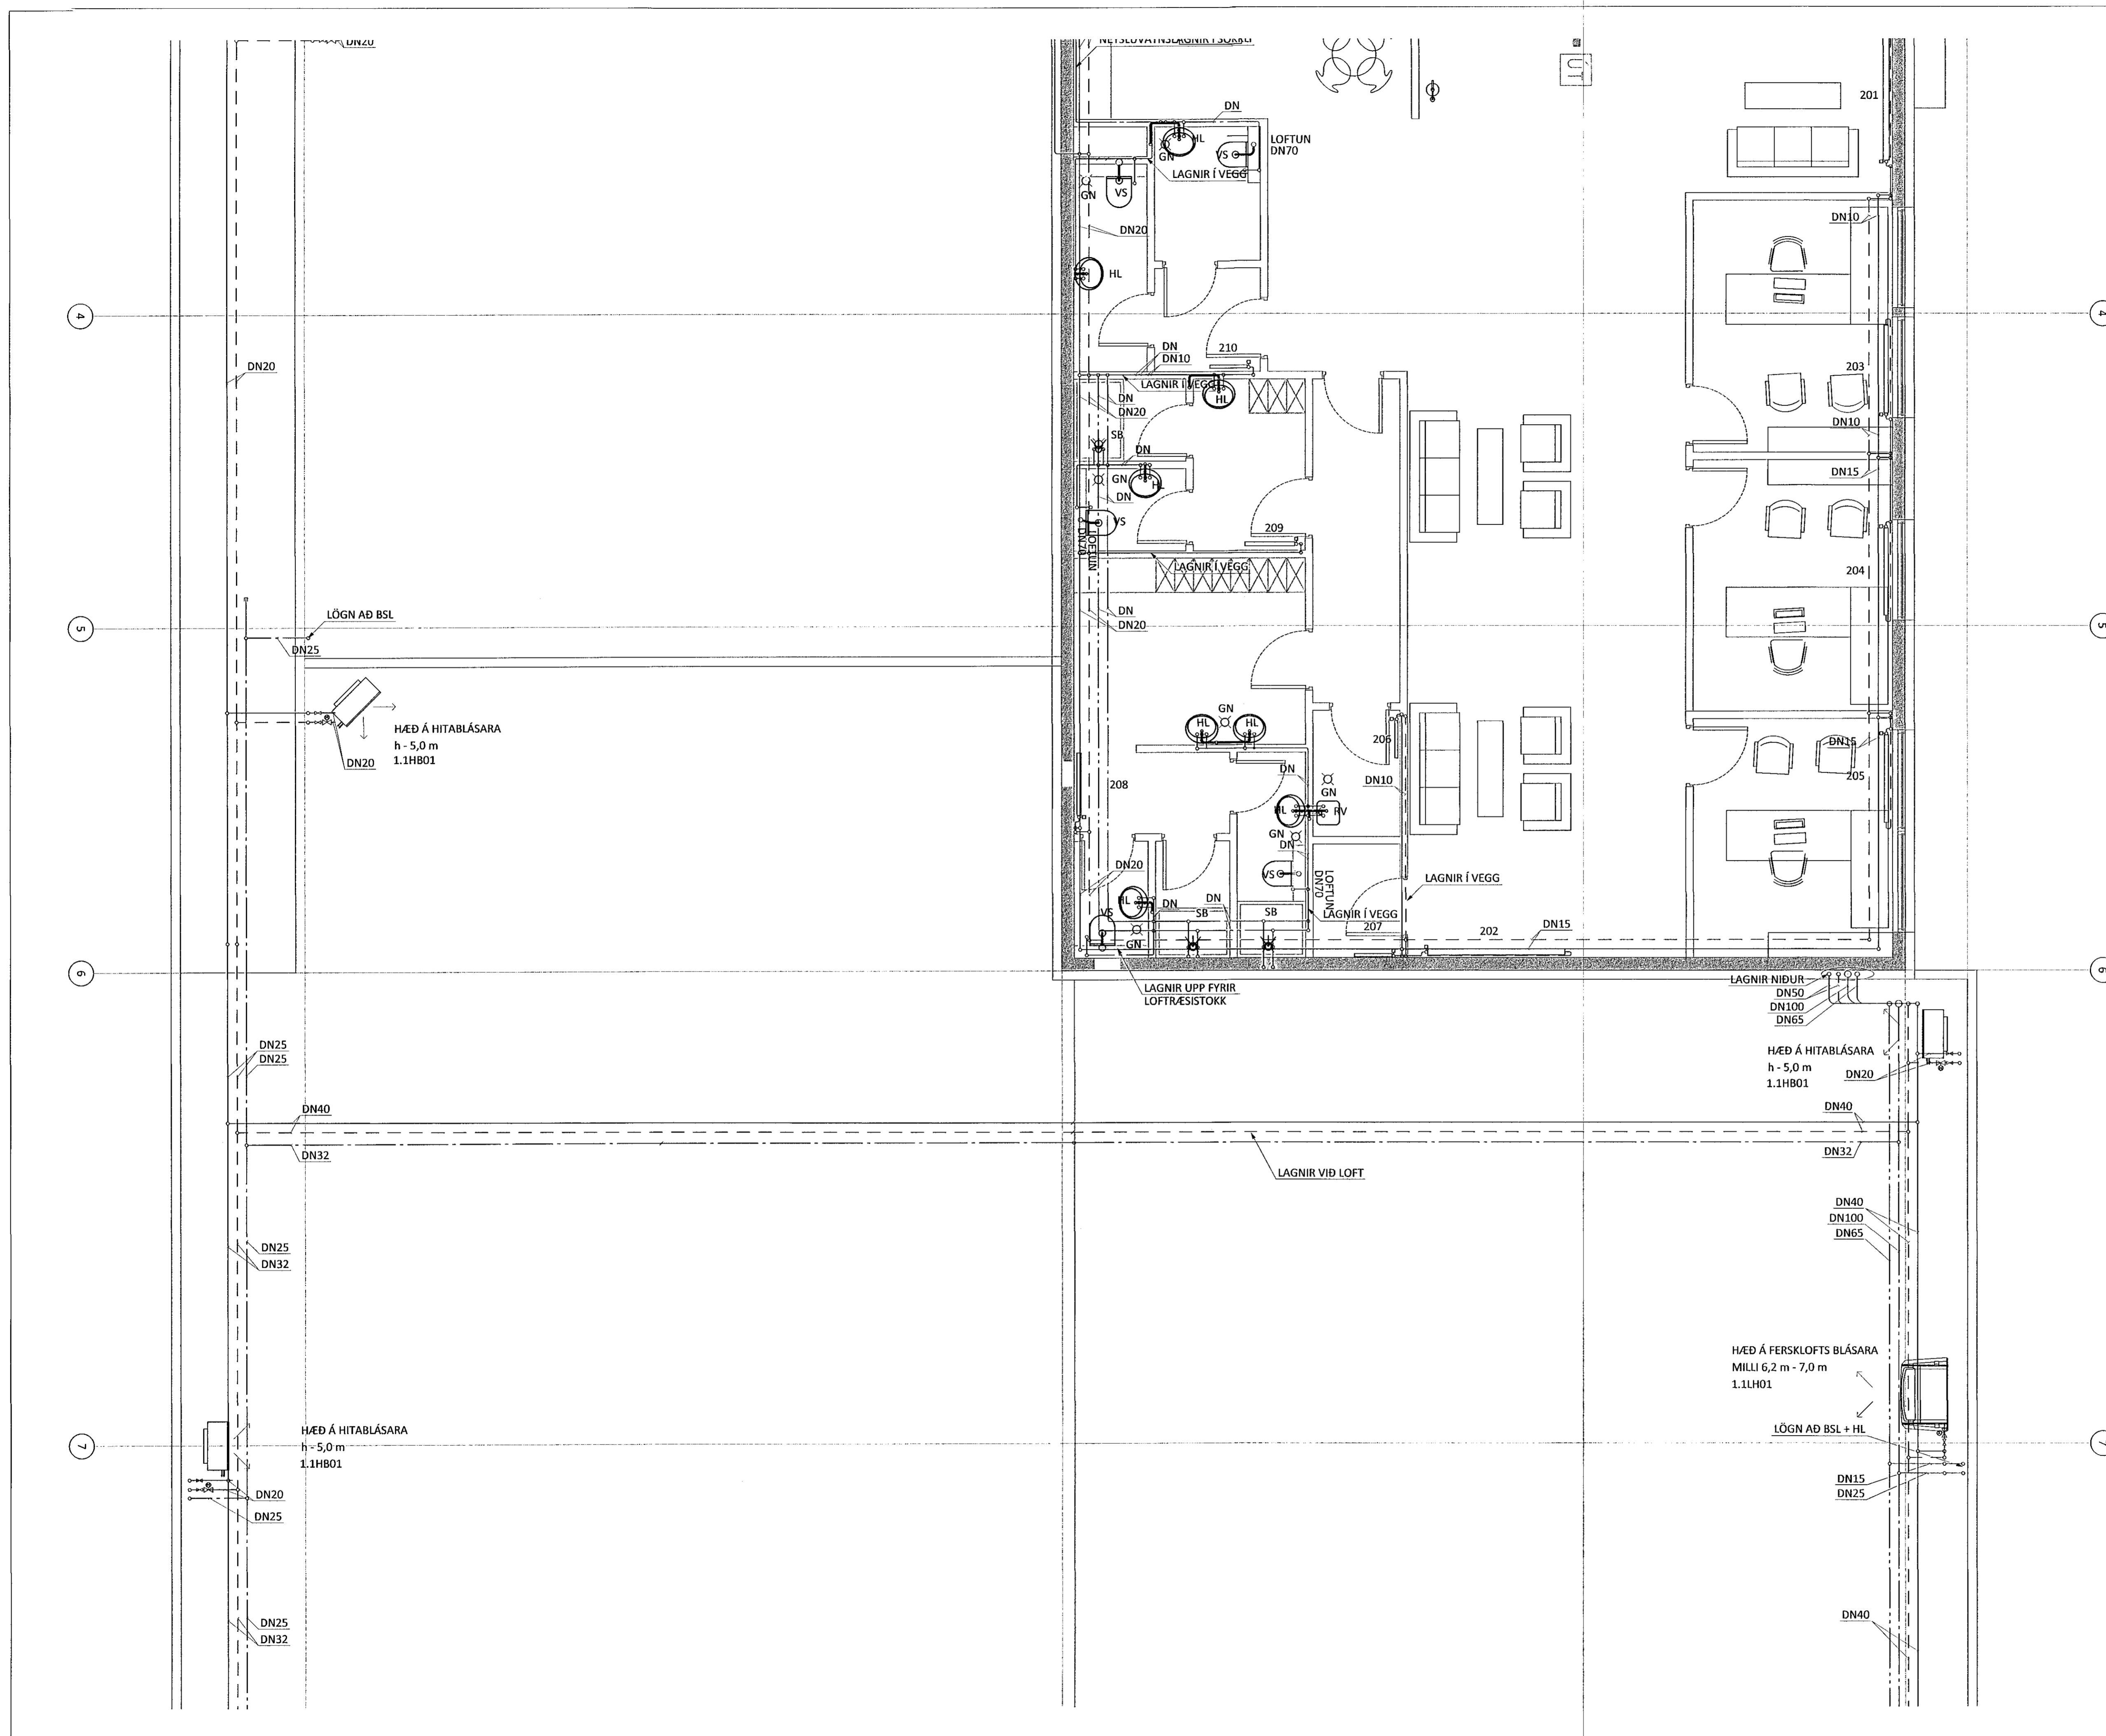 DN20
NEYSLUVATNSLAGNIR Í SÖKKLI
ÚT
201
DN
HL
GN
VS
LOFTUN
DN70
LAGNIR Í VEGG
GN
VS
DN20
HL
DN10
4
4
DN20
DN
DN10
210
LAGNIR Í VEGG
HL
DN
DN20
203
DN10
SB
DN
GN
HL
DN
DN15
VS
LOFTUN
DN70
209
LAGNIR Í VEGG
204
DN
DN20
5
5
LÖGN AÐ BSL
DN25
HÆÐ Á HITABLÁSARA
h - 5,0 m
1.1HB01
DN20
HL
GN
HL
206
DN15
205
208
DN
GN
DN10
HL
RV
GN
DN
DN20
VS
LOFTUN
DN70
LAGNIR Í VEGG
HL
VS
DN
DN
SB
SB
LAGNIR Í VEGG
GN
207
202
DN15
6
6
LAGNIR UPP FYRIR
LOFTRÆSISTOKK
LAGNIR NIÐUR
DN50
DN100
DN65
DN25
DN25
HÆÐ Á HITABLÁSARA
h - 5,0 m
1.1HB01
DN20
DN40
DN40
DN32
DN32
LAGNIR VIÐ LOFT
DN40
DN100
DN65
DN25
DN32
HÆÐ Á FERSKLOFTS BLÁSARA
MILLI 6,2 m - 7,0 m
1.1LH01
HÆÐ Á HITABLÁSARA
h - 5,0 m
1.1HB01
LÖGN AÐ BSL + HL
7
7
DN20
DN25
DN15
DN25
DN25
DN32
DN40